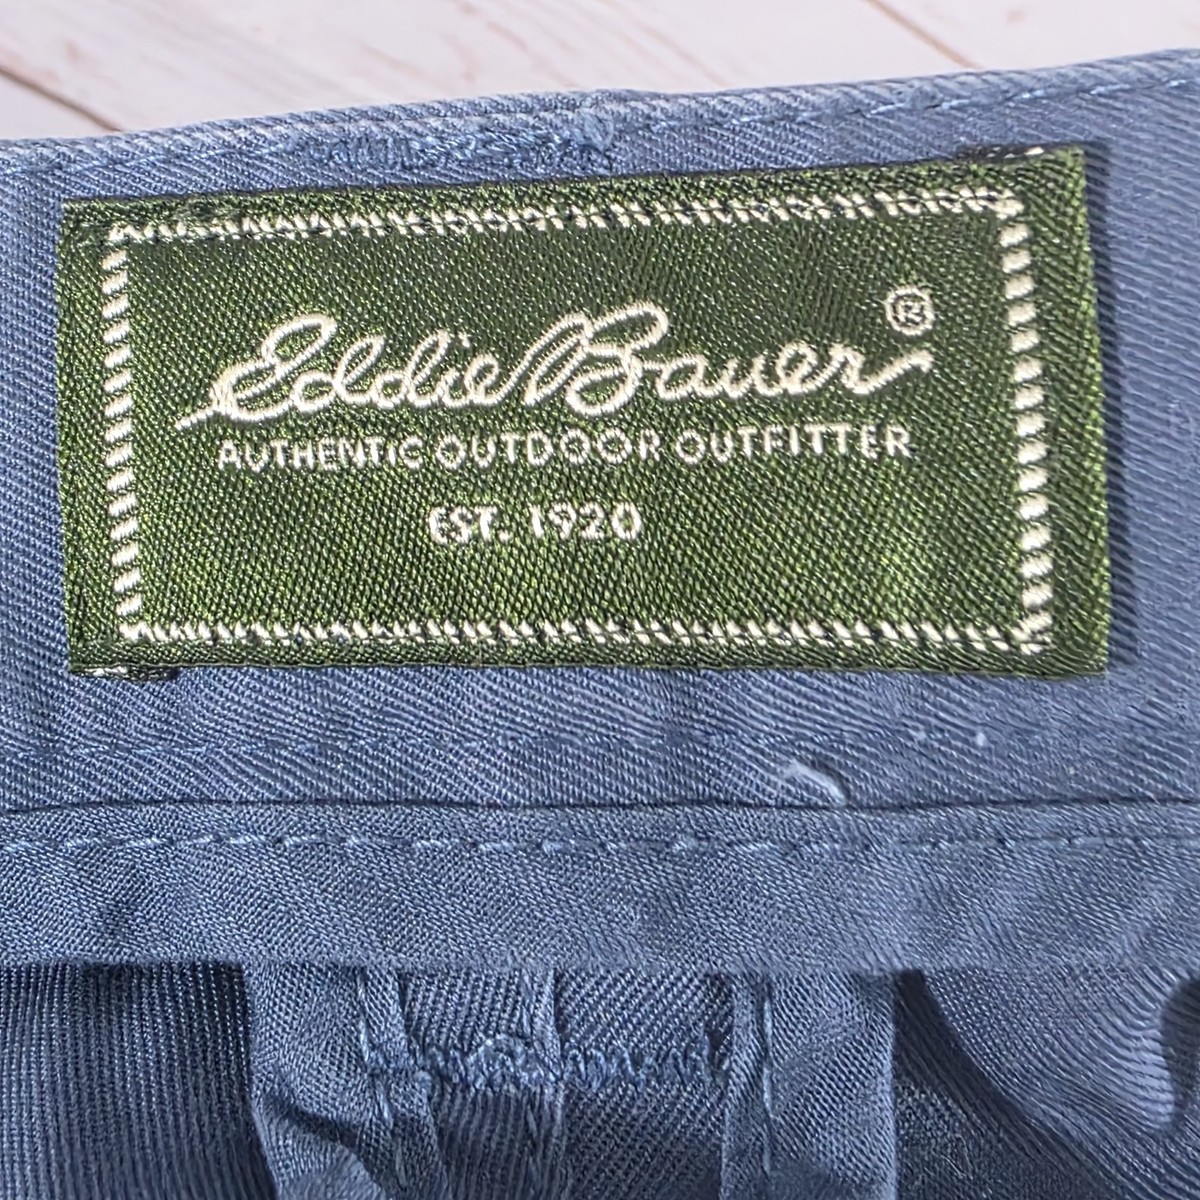 Eddie Bauer®
AUTHENTIC OUTDOOR OUTFITTER
EST. 1920